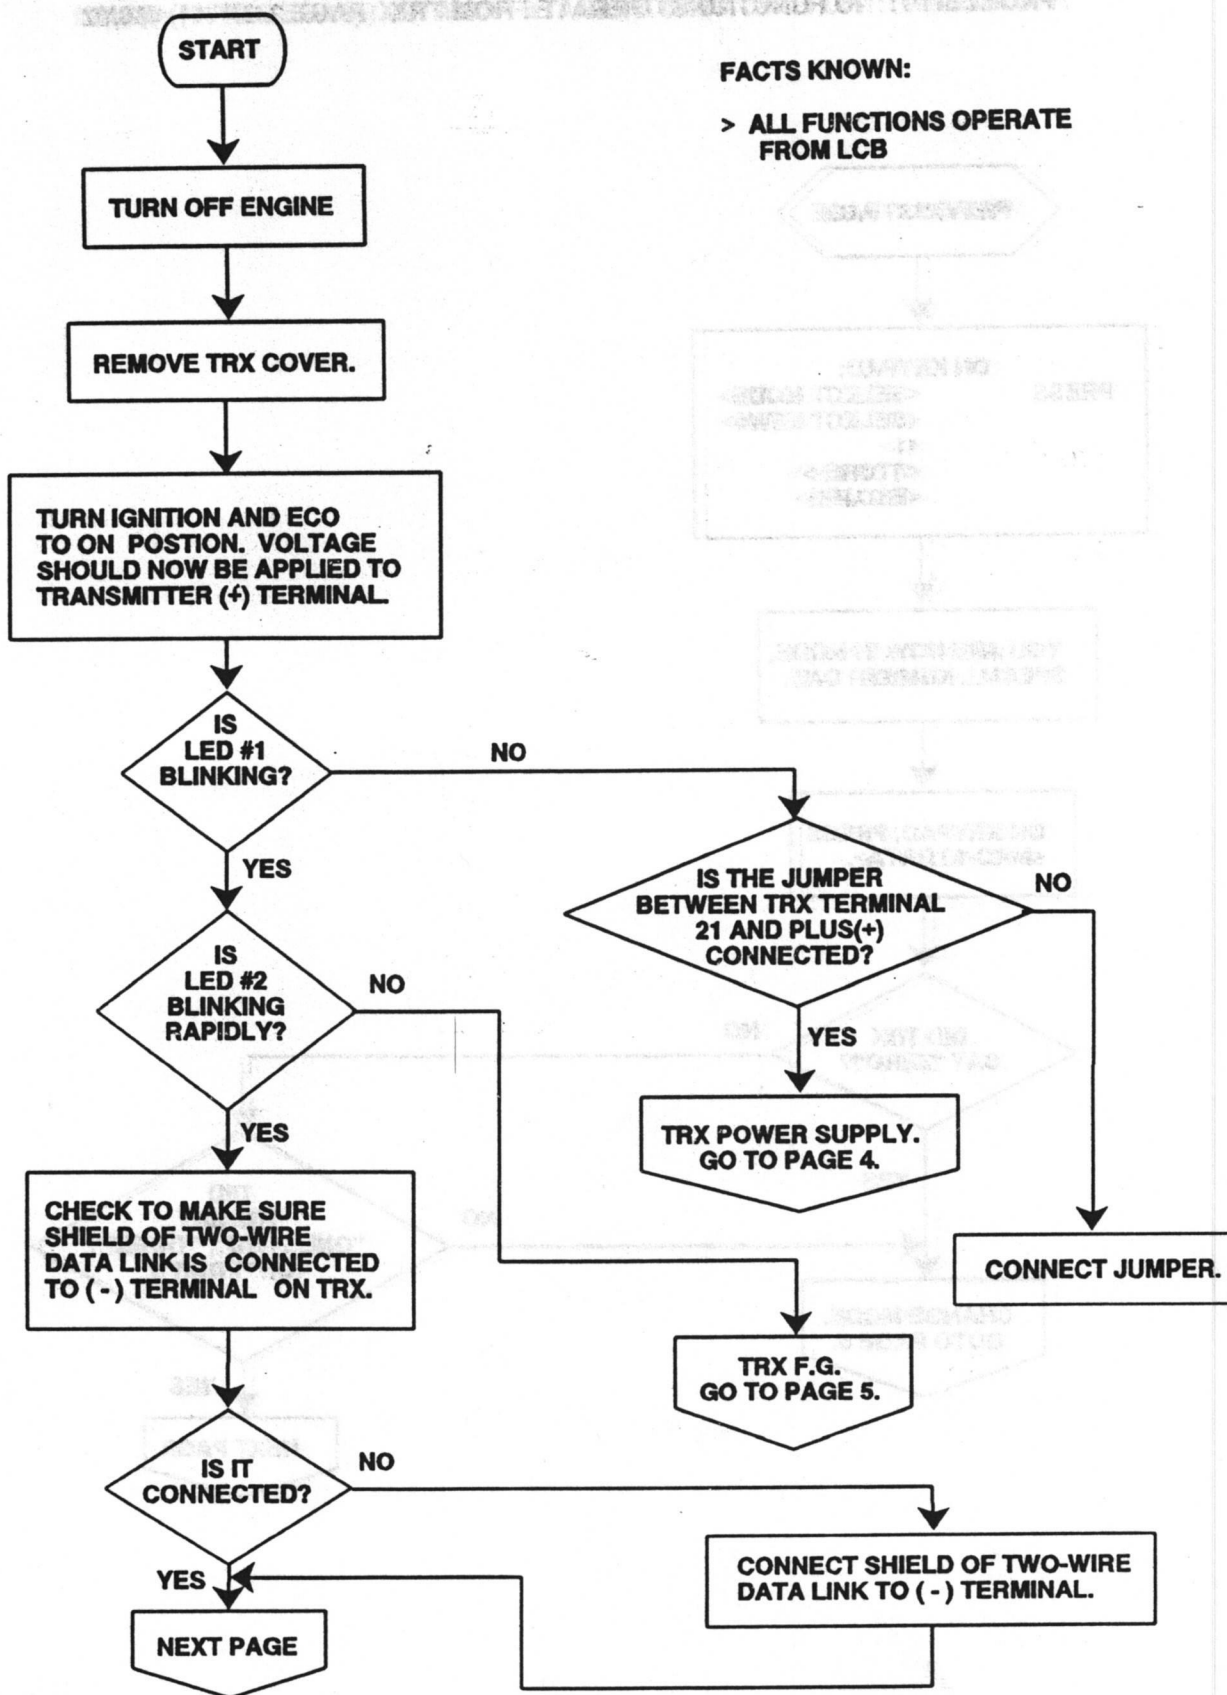 START
FACTS KNOWN:
> ALL FUNCTIONS OPERATE
FROM LCB
TURN OFF ENGINE
REMOVE TRX COVER.
TURN IGNITION AND ECO
TO ON POSTION. VOLTAGE
SHOULD NOW BE APPLIED TO
TRANSMITTER (+) TERMINAL.
IS
LED #1
BLINKING?
NO
YES
IS THE JUMPER
BETWEEN TRX TERMINAL
21 AND PLUS(+)
CONNECTED?
NO
YES
IS
LED #2
BLINKING
RAPIDLY?
NO
YES
TRX POWER SUPPLY.
GO TO PAGE 4.
CONNECT JUMPER.
CHECK TO MAKE SURE
SHIELD OF TWO-WIRE
DATA LINK IS CONNECTED
TO ( - ) TERMINAL ON TRX.
TRX F.G.
GO TO PAGE 5.
IS IT
CONNECTED?
NO
YES
CONNECT SHIELD OF TWO-WIRE
DATA LINK TO ( - ) TERMINAL.
NEXT PAGE